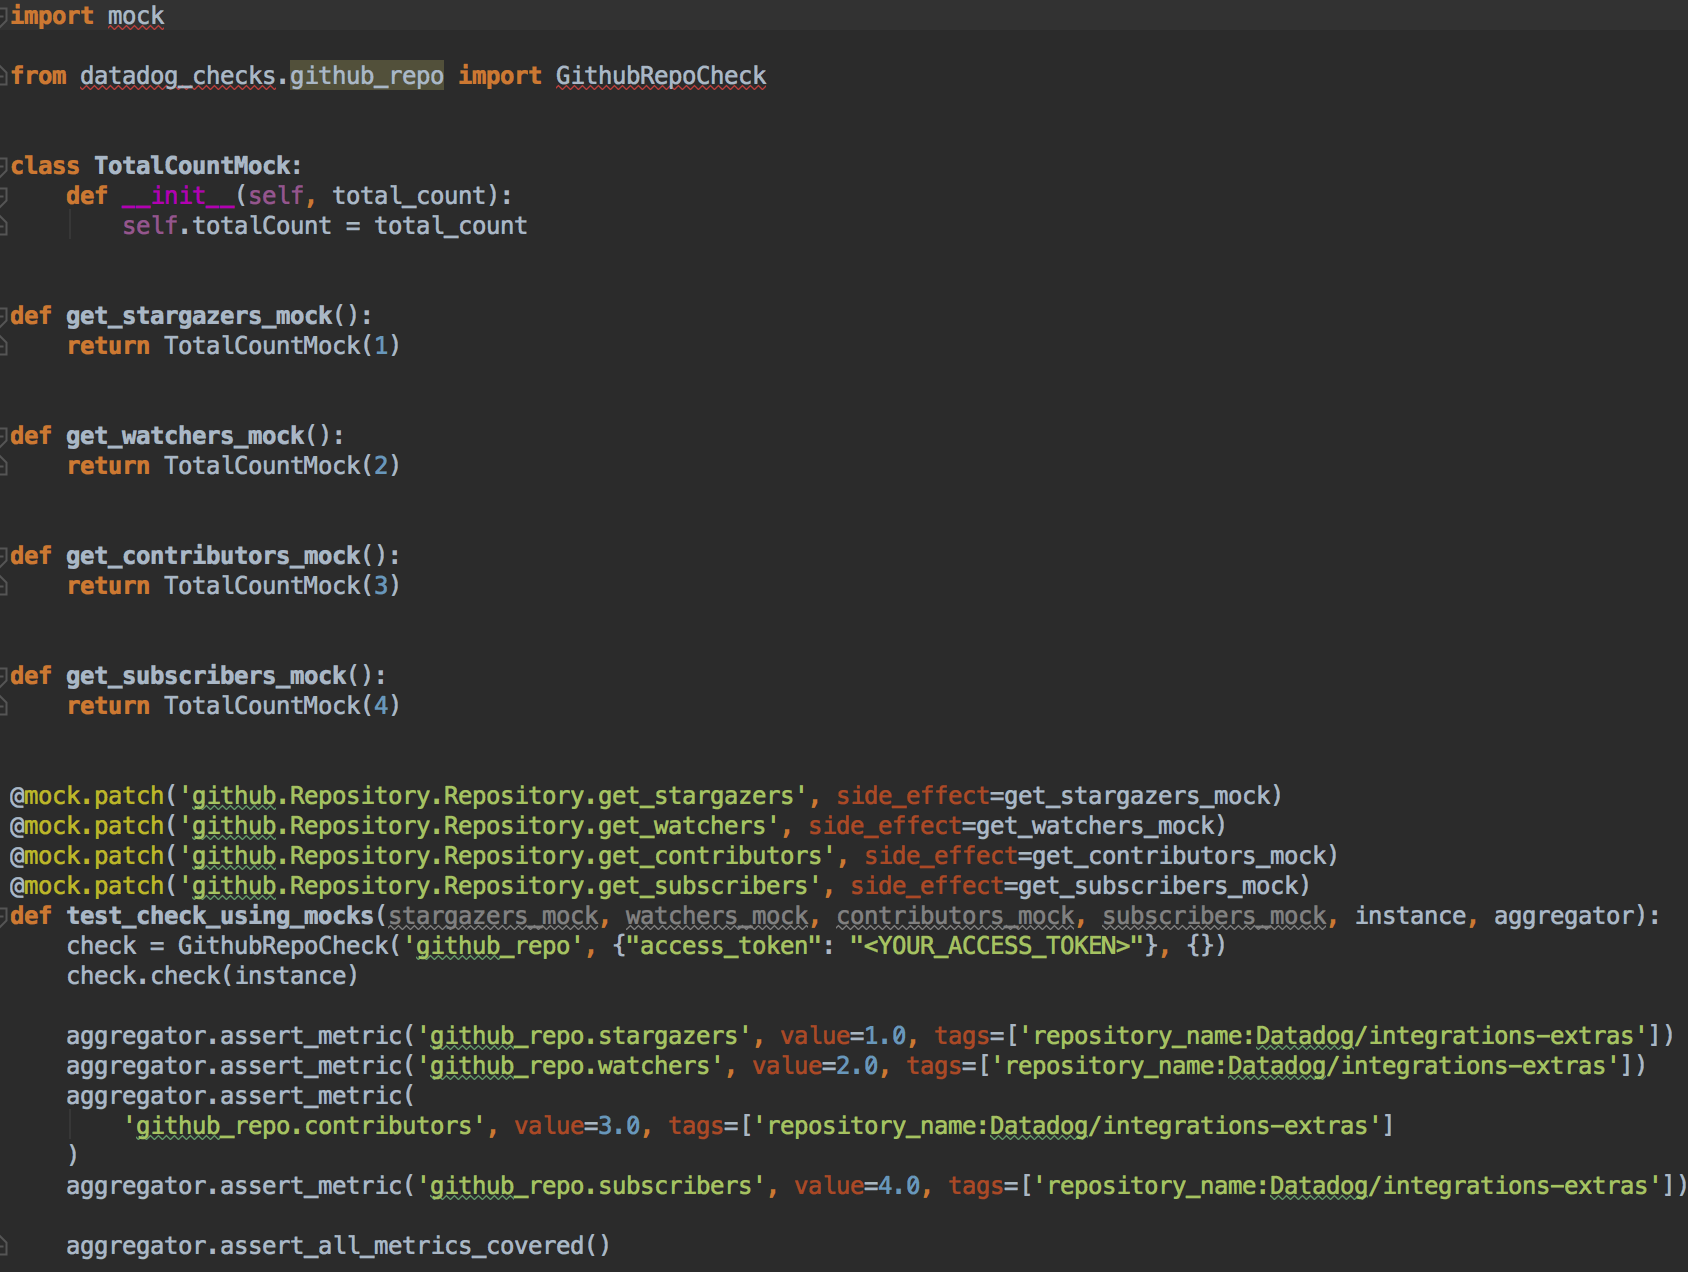 import mock
from datadog_checks.github_repo import GithubRepoCheck
class TotalCountMock:
def __init__(self, total_count):
self.totalCount = total_count
def get_stargazers_mock():
return TotalCountMock(1)
def get_watchers_mock():
return TotalCountMock(2)
def get_contributors_mock():
return TotalCountMock(3)
def get_subscribers_mock():
return TotalCountMock(4)
@mock.patch('github.Repository.Repository.get_stargazers', side_effect=get_stargazers_mock)
@mock.patch('github.Repository.Repository.get_watchers', side_effect=get_watchers_mock)
@mock.patch('github.Repository.Repository.get_contributors', side_effect=get_contributors_mock)
@mock.patch('github.Repository.Repository.get_subscribers', side_effect=get_subscribers_mock)
def test_check_using_mocks(stargazers_mock, watchers_mock, contributors_mock, subscribers_mock, instance, aggregator):
check = GithubRepoCheck('github_repo', {"access_token": "<YOUR_ACCESS_TOKEN>"}, {})
check.check(instance)
aggregator.assert_metric('github_repo.stargazers', value=1.0, tags=['repository_name:Datadog/integrations-extras'])
aggregator.assert_metric('github_repo.watchers', value=2.0, tags=['repository_name:Datadog/integrations-extras'])
aggregator.assert_metric(
'github_repo.contributors', value=3.0, tags=['repository_name:Datadog/integrations-extras']
)
aggregator.assert_metric('github_repo.subscribers', value=4.0, tags=['repository_name:Datadog/integrations-extras'])
aggregator.assert_all_metrics_covered()